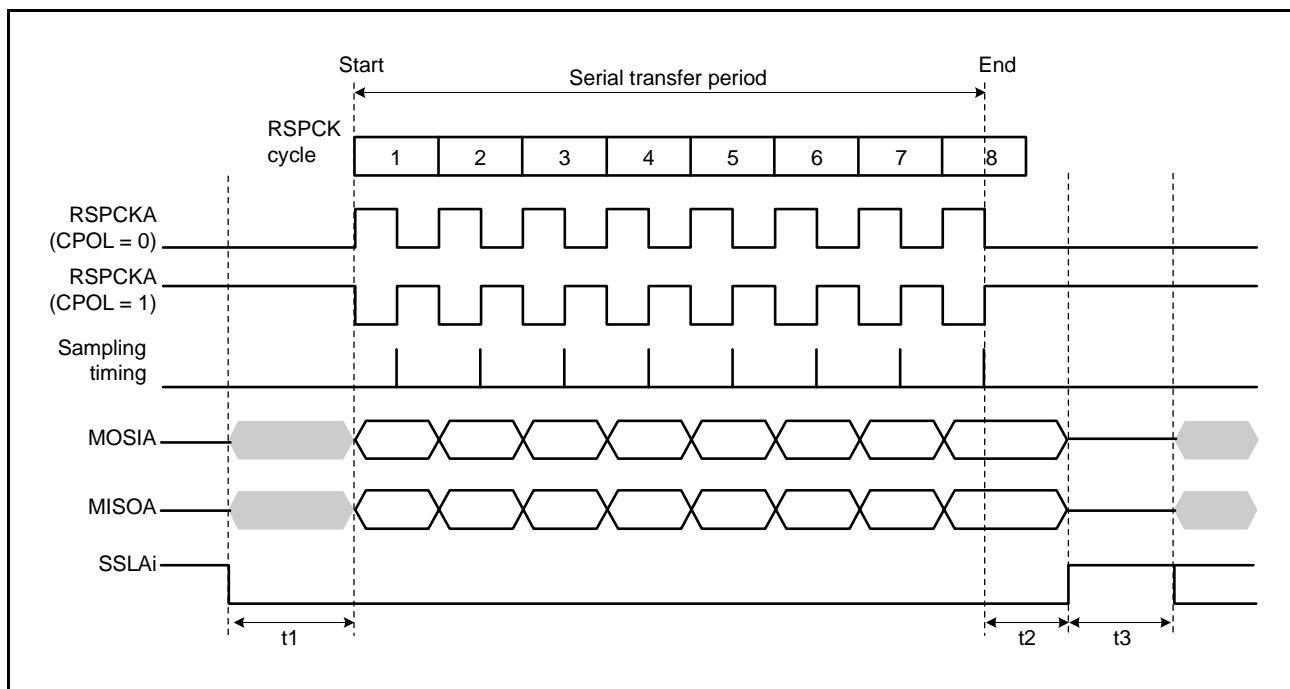 Start
End
Serial transfer period
RSPCK
cycle
1 2 3 4 5 6 7 8
RSPCKA
(CPOL = 0)
RSPCKA
(CPOL = 1)
Sampling
timing
MOSIA
MISOA
SSLAi
t1
t2
t3